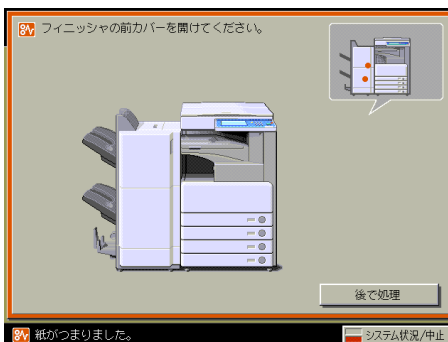 フィニッシャの前カバーを開けてください。
後で処理
紙がつまりました。
システム状況/中止